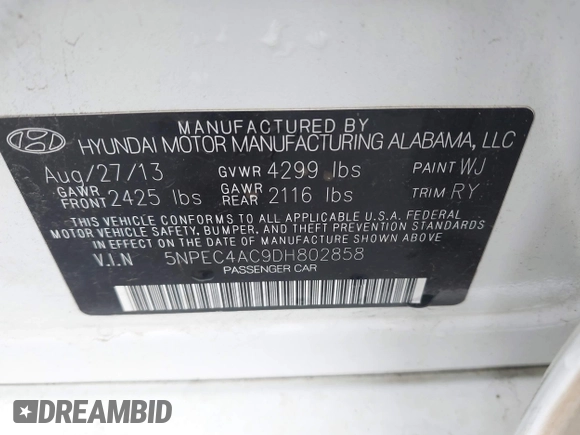 MANUFACTURED BY
HYUNDAI MOTOR MANUFACTURING ALABAMA, LLC
Aug/27/13 GVWR 4299 lbs PAINT WJ
GAWR FRONT 2425 lbs GAWR REAR 2116 lbs TRIM RY
THIS VEHICLE CONFORMS TO ALL APPLICABLE U.S.A. FEDERAL
MOTOR VEHICLE SAFETY, BUMPER, AND THEFT PREVENTION STANDARDS
IN EFFECT ON THE DATE OF MANUFACTURE SHOWN ABOVE.
V.I.N 5NPEC4AC9DH802858
PASSENGER CAR
DREAMBID